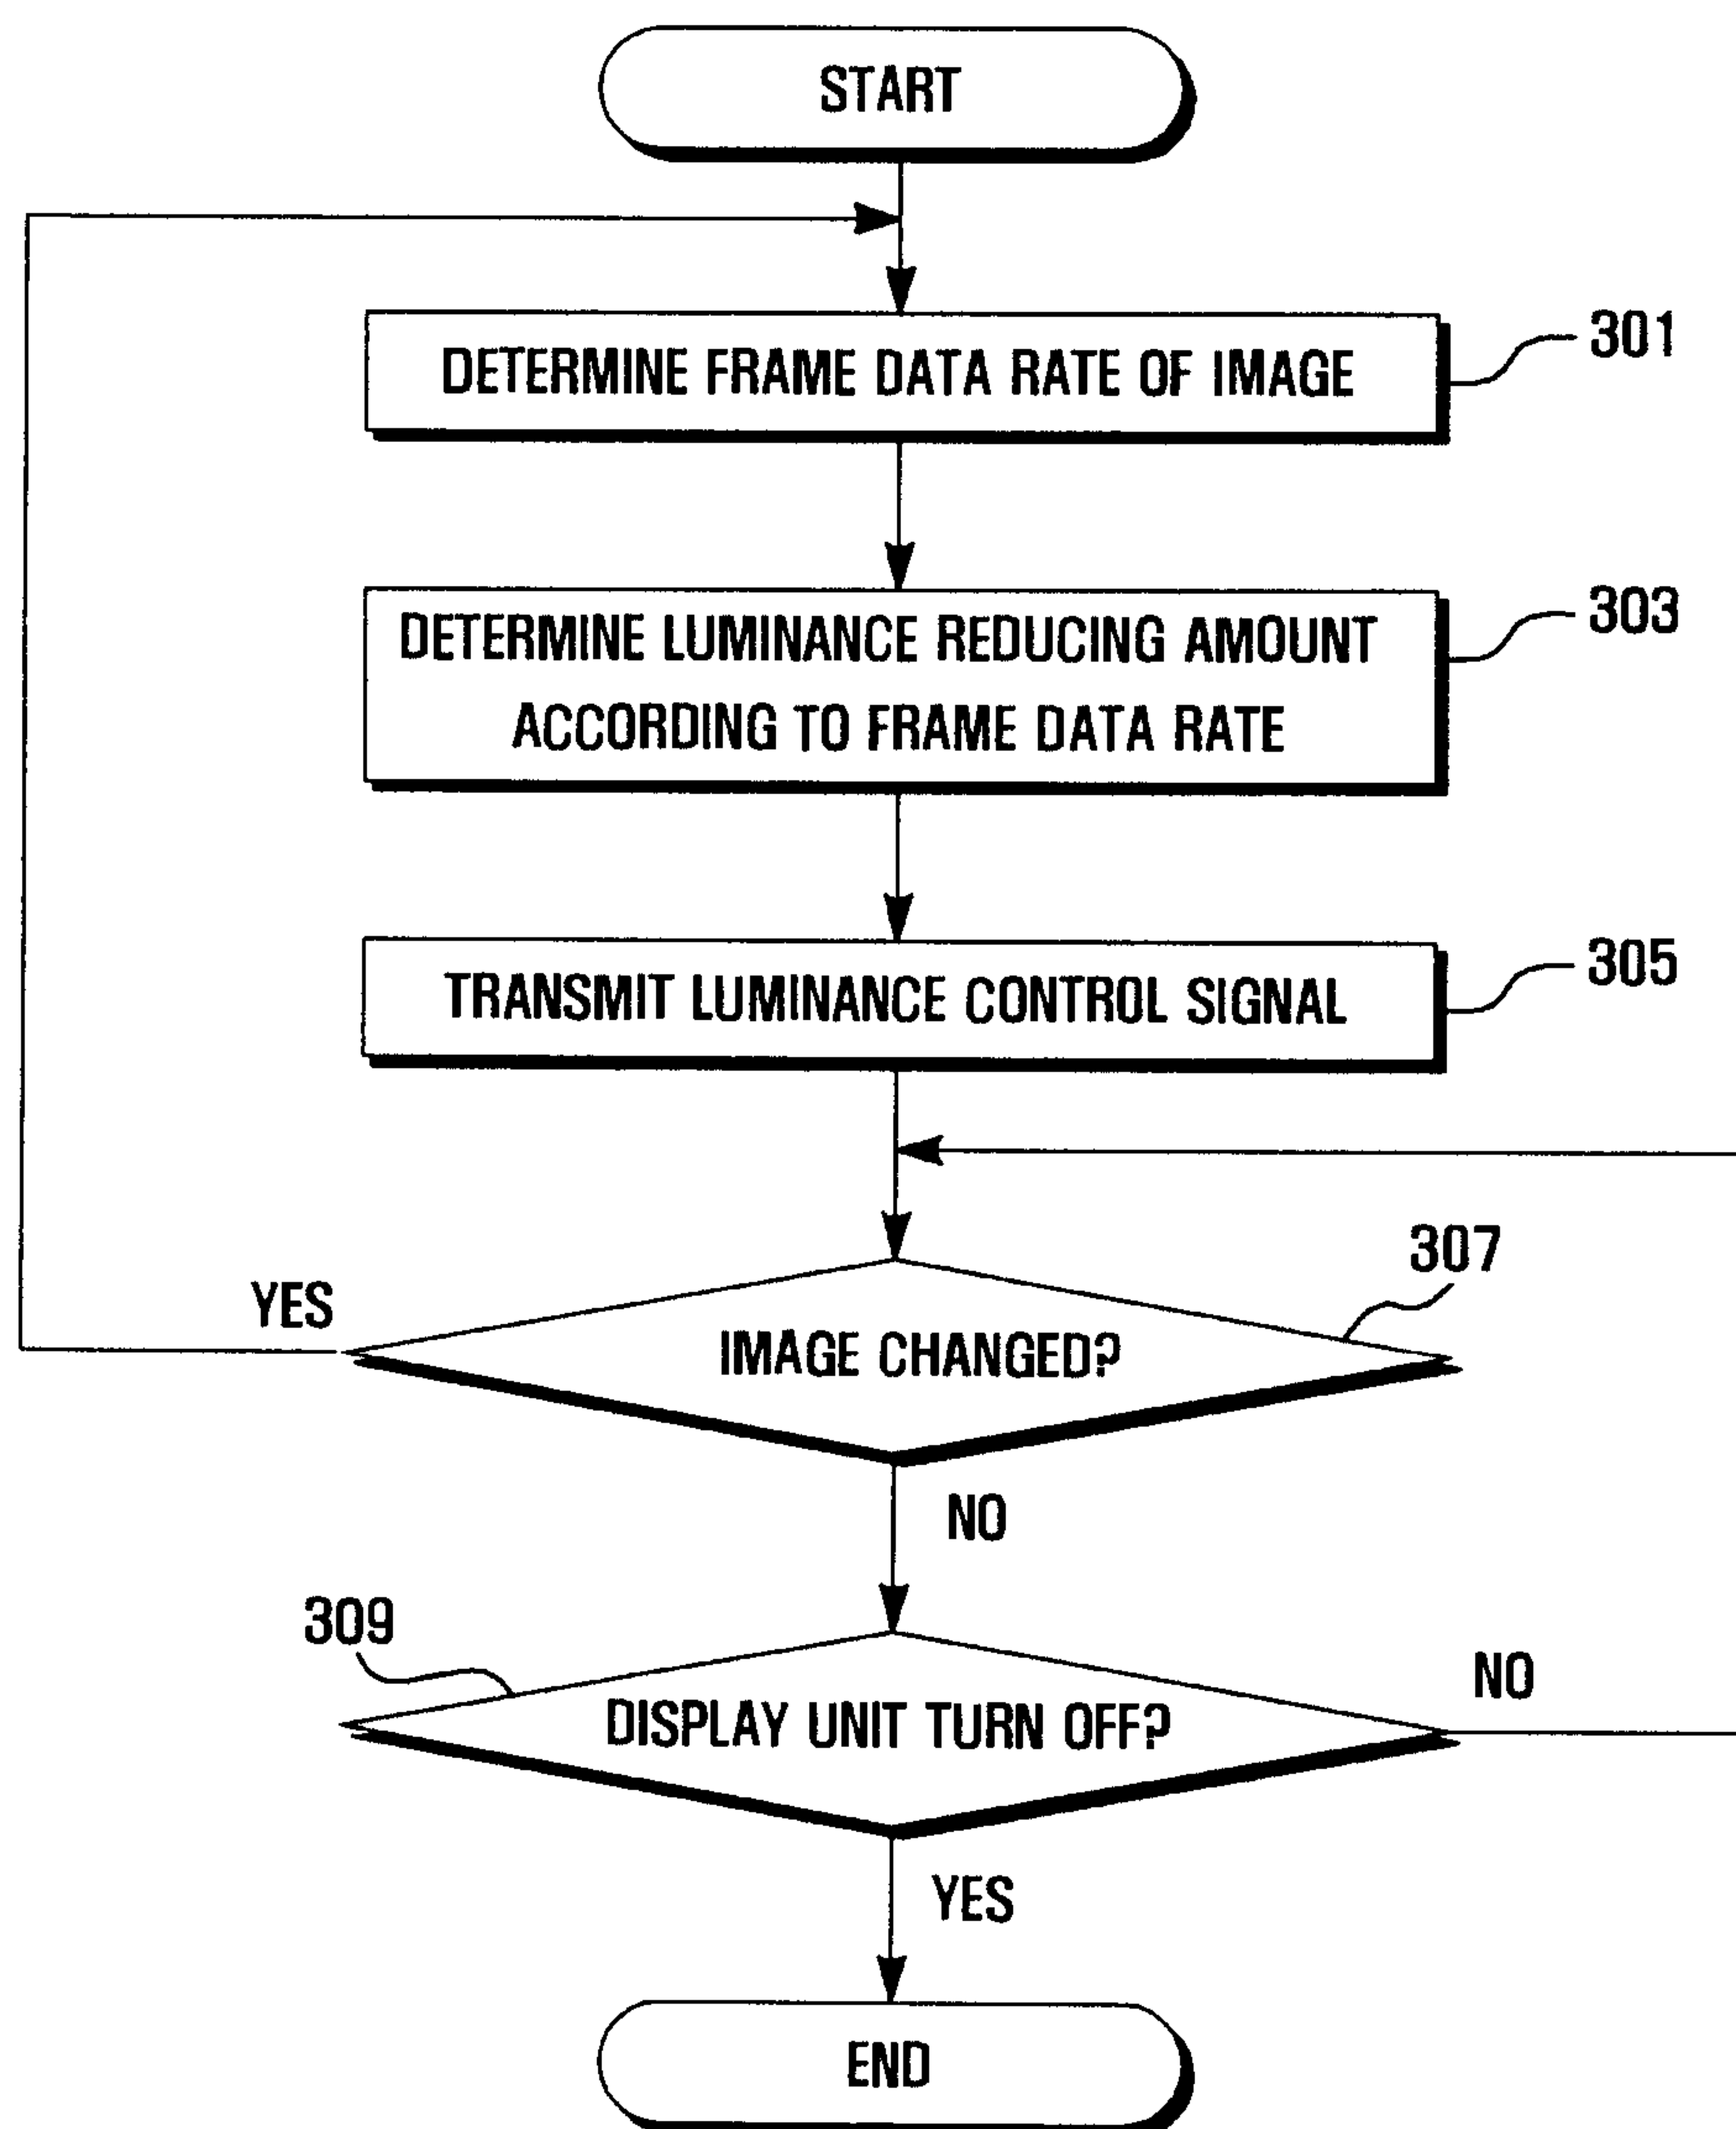 START
DETERMINE FRAME DATA RATE OF IMAGE
301
DETERMINE LUMINANCE REDUCING AMOUNT
ACCORDING TO FRAME DATA RATE
303
TRANSMIT LUMINANCE CONTROL SIGNAL
305
307
YES
IMAGE CHANGED?
NO
309
NO
DISPLAY UNIT TURN OFF?
YES
END